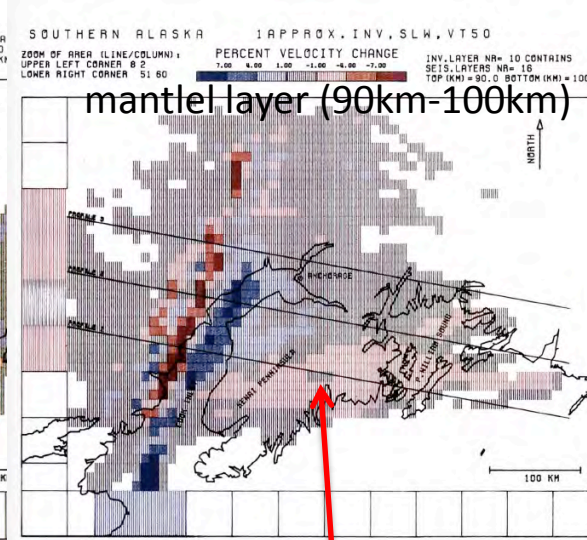 SOUTHERN ALASKA 1APPROX.INV,SLW,VT50
ZOOM OF AREA (LINE/COLUMN):
UPPER LEFT CORNER 8 2
LOWER RIGHT CORNER 51 60
PERCENT VELOCITY CHANGE
7.00 4.00 1.00 -1.00 -4.00 -7.00
INV.LAYER NR= 10 CONTAINS
SEIS.LAYERS NR= 16
TOP(KM)=90.0 BOTTOM(KM)=100
mantlel layer (90km-100km)
NORTH
PROFILE 3
ANCHORAGE
PROFILE 2
PROFILE 1
P.WILLIAM SOUND
KENAI PENNINSULA
COOK INL
100 KM